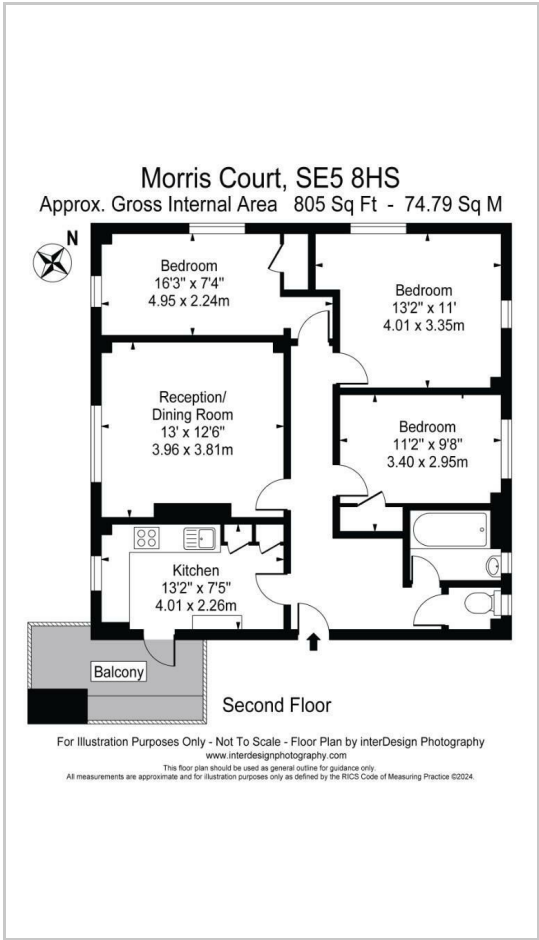 Morris Court, SE5 8HS
Approx. Gross Internal Area 805 Sq Ft - 74.79 Sq M
N
Bedroom
16'3" x 7'4"
4.95 x 2.24m
Bedroom
13'2" x 11'
4.01 x 3.35m
Reception/
Dining Room
13' x 12'6"
3.96 x 3.81m
Bedroom
11'2" x 9'8"
3.40 x 2.95m
Kitchen
13'2" x 7'5"
4.01 x 2.26m
Balcony
Second Floor
For Illustration Purposes Only - Not To Scale - Floor Plan by interDesign Photography
www.interdesignphotography.com
This floor plan should be used as general outline for guidance only.
All measurements are approximate and for illustration purposes only as defined by the RICS Code of Measuring Practice ©2024.